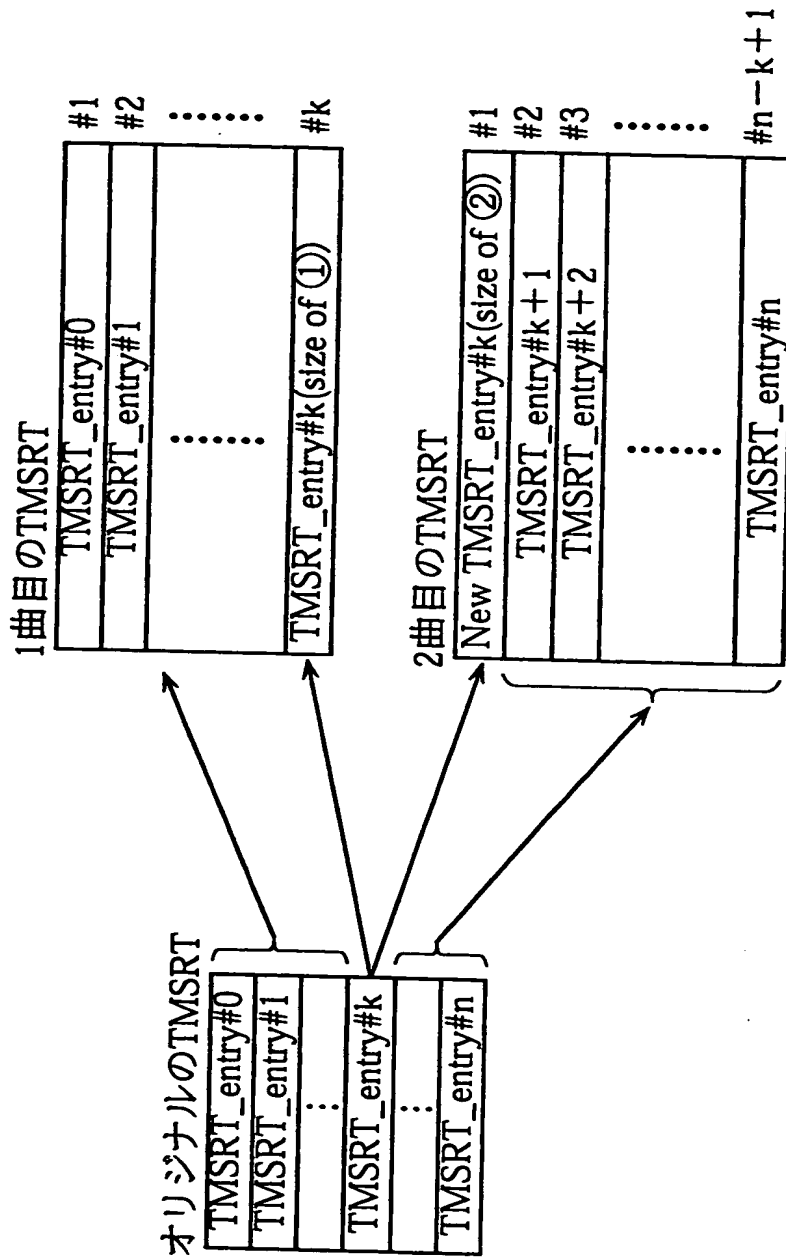 オリジナルのTMSRT
TMSRT_entry#0
TMSRT_entry#1
⋯
TMSRT_entry#k
⋯
TMSRT_entry#n
1曲目のTMSRT
TMSRT_entry#0 #1
TMSRT_entry#1 #2
⋯⋯ ⋯⋯
TMSRT_entry#k(size of ①)) #k
2曲目のTMSRT
New TMSRT_entry#k(size of ②)) #1
TMSRT_entry#k+1 #2
TMSRT_entry#k+2 #3
⋯⋯ ⋯⋯
TMSRT_entry#n #n-k+1